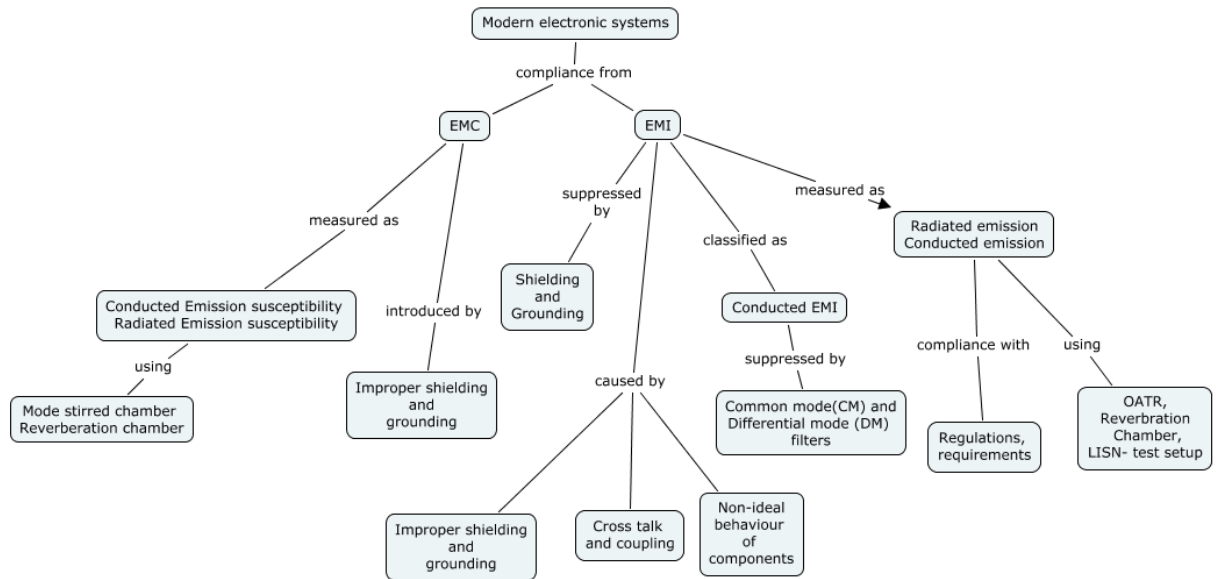 Modern electronic systems
compliance from
EMC
EMI
suppressed
by
measured as
measured as
classified as
Radiated emission
Conducted emission
Shielding
and
Grounding
Conducted Emission susceptibility
Radiated Emission susceptibility
introduced by
Conducted EMI
using
suppressed by
compliance with
using
Improper shielding
and
grounding
caused by
Mode stirred chamber
Reverberation chamber
Common mode(CM) and
Differential mode (DM)
filters
Regulations,
requirements
OATR,
Reverbration
Chamber,
LISN- test setup
Improper shielding
and
grounding
Cross talk
and coupling
Non-ideal
behaviour
of
components